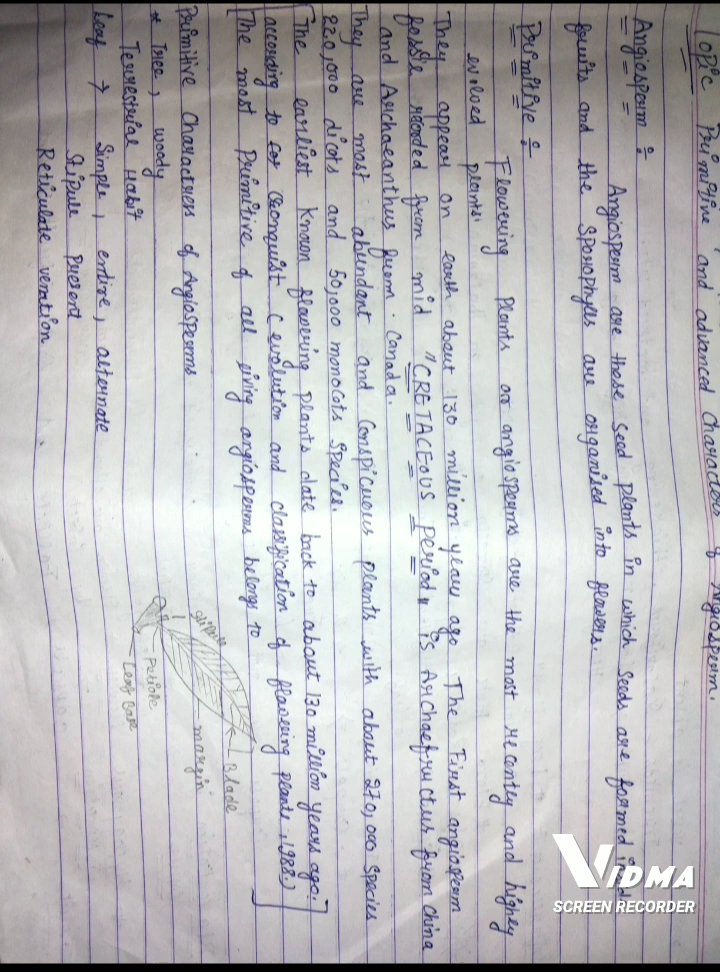 Topic Primitive and advanced Characters of Angiosperm.
Angiosperm :- Angiosperm are those Seed Plants in which Seeds are formed
fruits and the Sporophylls are organised into flowers.
Primitive :-
Flowering Plants or angiosperms are the most recently and highly
evolved plants.
They appear on earth about 130 million years ago The First angiosperm
fossile recorded from mid "CRETACEOUS Period" is Archaefructus from China
and Archaeanthus from Canada.
They are most abundant and Conspicuous plants with about 270,000 Species
220,000 dicots and 50,000 monocots Species.
[The earliest Known flowering plants date back to about 130 million years ago.
according to Cronquist (evolution and classification of flowering plants, 1988.)
[The most Primitive of all living angiosperms belong to ]
Primitive Characters of Angiosperms
* Tree, woody
Terrestrial Habit
Leaf → Simple, entire, alternate
Stipule Present
Reticulate venation
Stipule
Petiole
Leaf Base
margin
Blade
VIDMA
SCREEN RECORDER